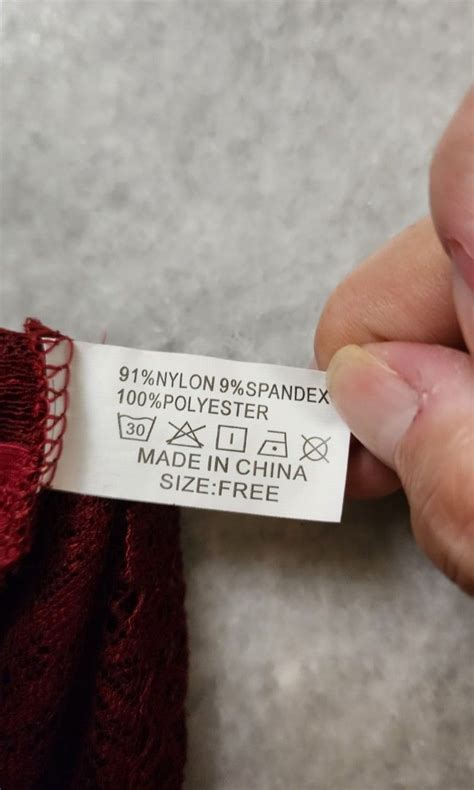 91%NYLON 9%SPANDEX
100%POLYESTER
30
MADE IN CHINA
SIZE:FREE